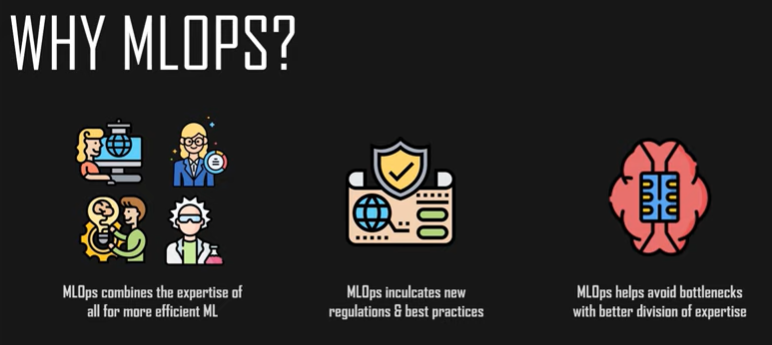 WHY MLOPS?
MLOps combines the expertise of
all for more efficient ML
MLOps inculcates new
regulations & best practices
MLOps helps avoid bottlenecks
with better division of expertise